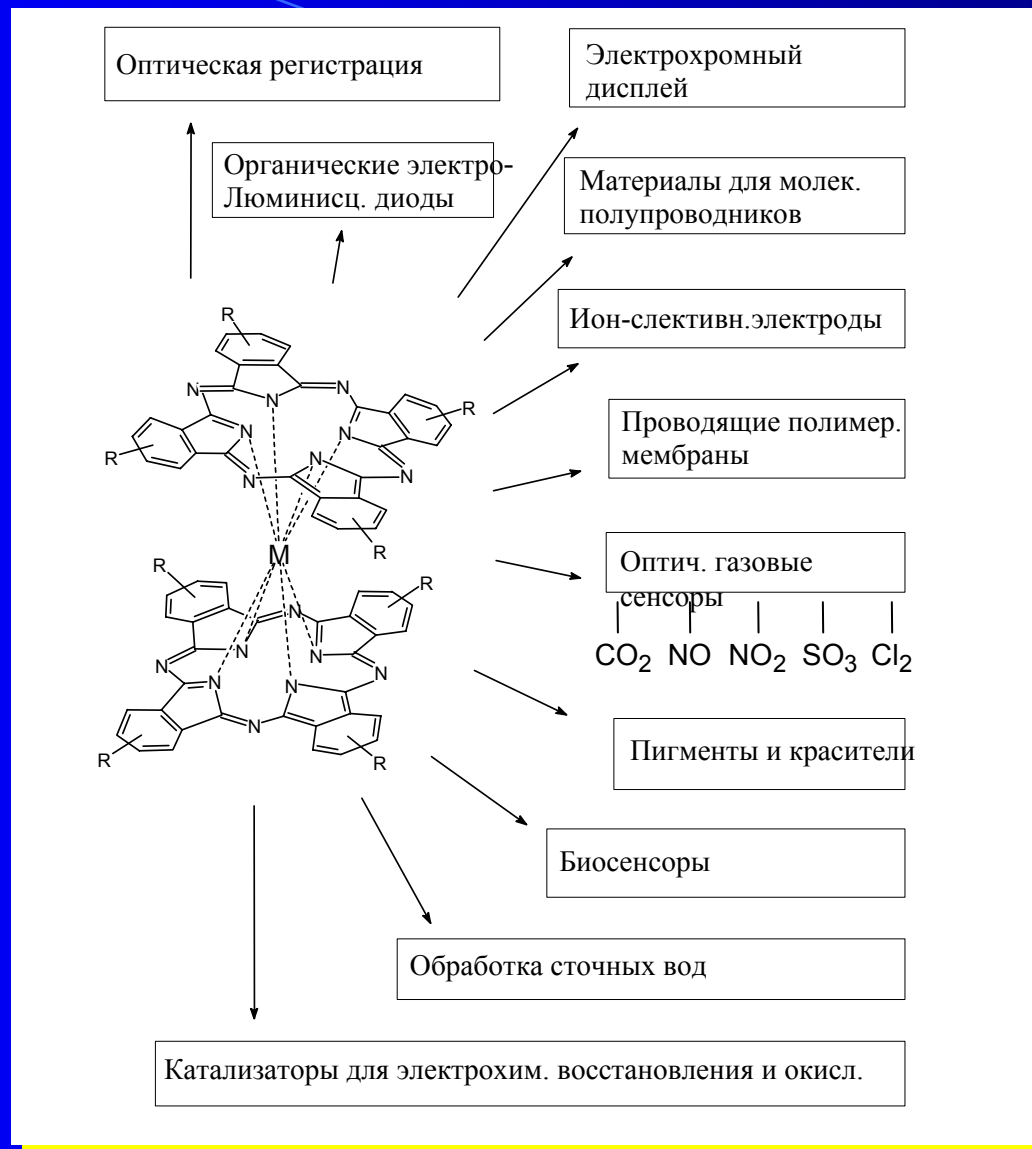 Оптическая регистрация
Электрохромный
дисплей
Органические электро-
Люминисц. диоды
Материалы для молек.
полупроводников
Ион-слективн.электроды
Проводящие полимер.
мембраны
Оптич. газовые
сенсоры
CO₂ NO NO₂ SO₃ Cl₂
Пигменты и красители
Биосенсоры
Обработка сточных вод
Катализаторы для электрохим. восстановления и окисл.
R
N N
N R
N N
R N
N N
R
M
R R
N
N N N
N N
N
R R